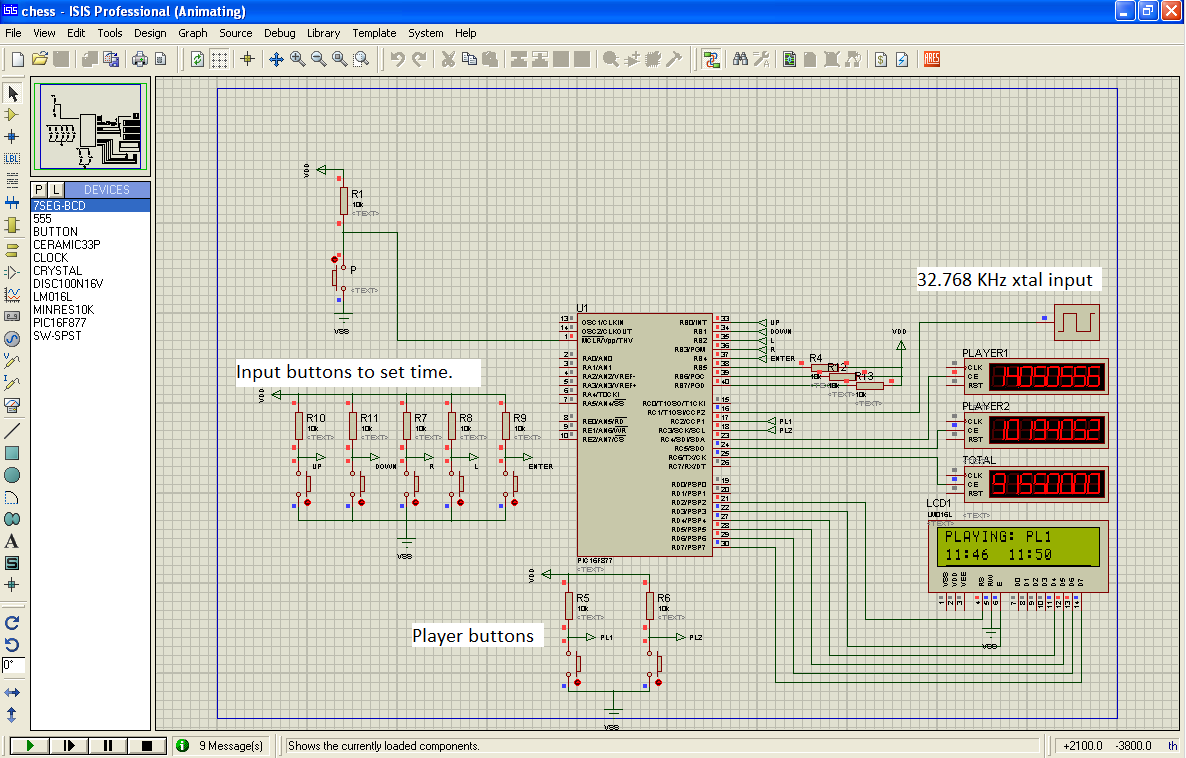 chess - ISIS Professional (Animating)
File View Edit Tools Design Graph Source Debug Library Template System Help
P L DEVICES
7SEG-BCD
555
BUTTON
CERAMIC33P
CLOCK
CRYSTAL
DISC100N16V
LM016L
MINRES10K
PIC16F877
SW-SPST
LBL
A
S
0°
ARES
VDD
R1
10k
<TEXT>
P
<TEXT>
VSS
32.768 KHz xtal input
Input buttons to set time.
VDD
R10 R11 R7 R8 R9
10k 10k 10k 10k 10k
<TEXT> <TEXT> <TEXT> <TEXT> <TEXT>
UP DOWN R L ENTER
VSS
U1
13 OSC1/CLKIN RB0/INT 33 UP
14 OSC2/CLKOUT RB1 34 DOWN
1 MCLR/Vpp/THV RB2 35 L
RB3/PGM 36 R
2 RA0/AN0 RB4 37 ENTER
3 RA1/AN1 RB5 38
4 RA2/AN2/VREF- RB6/PGC 39
5 RA3/AN3/VREF+ RB7/PGD 40
6 RA4/T0CKI
7 RA5/AN4/SS RC0/T1OSO/T1CKI 15
RC1/T1OSI/CCP2 16
8 RE0/AN5/RD RC2/CCP1 17 PL1
9 RE1/AN6/WR RC3/SCK/SCL 18 PL2
10 RE2/AN7/CS RC4/SDI/SDA 23
RC5/SDO 24
RC6/TX/CK 25
RC7/RX/DT 26
RD0/PSP0 19
RD1/PSP1 20
RD2/PSP2 21
RD3/PSP3 22
RD4/PSP4 27
RD5/PSP5 28
RD6/PSP6 29
RD7/PSP7 30
PIC16F877
<TEXT>
VDD
R4
R12
R13
10k
10k
<TEXT>
PLAYER1
CLK
CE
RST
PLAYER2
CLK
CE
RST
TOTAL
CLK
CE
RST
91690000
LCD1
LM016L
<TEXT>
PLAYING: PL1
11:46 11:50
VSS VDD VEE RS RW E D0 D1 D2 D3 D4 D5 D6 D7
1 2 3 4 5 6 7 8 9 10 11 12 13 14
VSS
VDD
R5 R6
10k 10k
<TEXT> <TEXT>
Player buttons
PL1 PL2
VSS
9 Message(s) Shows the currently loaded components. +2100.0 -3800.0 th